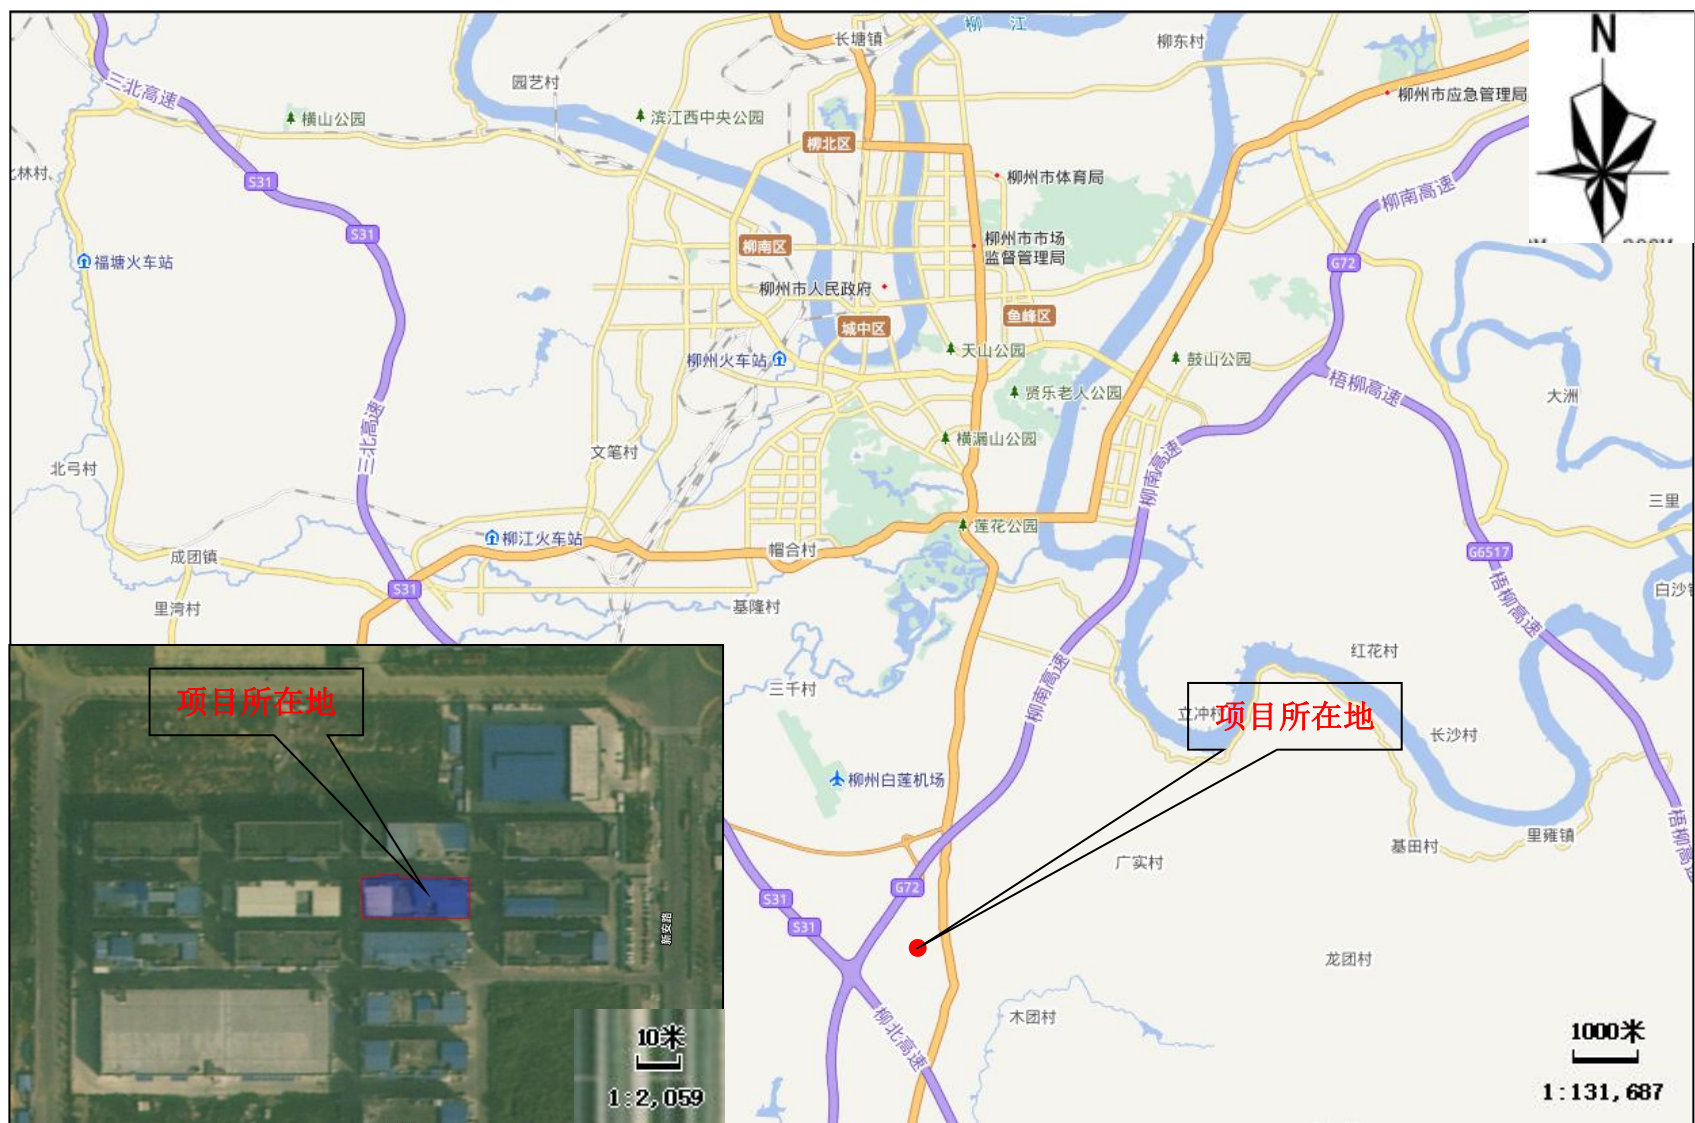 柳 江
长塘镇
柳东村
N
园艺村
三北高速
柳州市应急管理局
横山公园
滨江西中央公园
柳北区
北林村
S31
柳州市体育局
柳南高速
S31
柳南区
柳州市市场
监督管理局
福塘火车站
G72
柳州市人民政府
城中区
鱼峰区
柳州火车站
天山公园
鼓山公园
梧柳高速
贤乐老人公园
大洲
三北高速
横漏山公园
文笔村
北弓村
柳南高速
三里
莲花公园
柳江火车站
帽合村
成团镇
G6517
S31
白沙镇
里湾村
基隆村
梧柳高速
红花村
三千村
柳南高速
项目所在地
立冲村
项目所在地
长沙村
柳州白莲机场
梧柳高速
里雍镇
基田村
广实村
G72
S31
S31
新安路
龙团村
木团村
柳北高速
10米
1:2,059
1000米
1:131,687